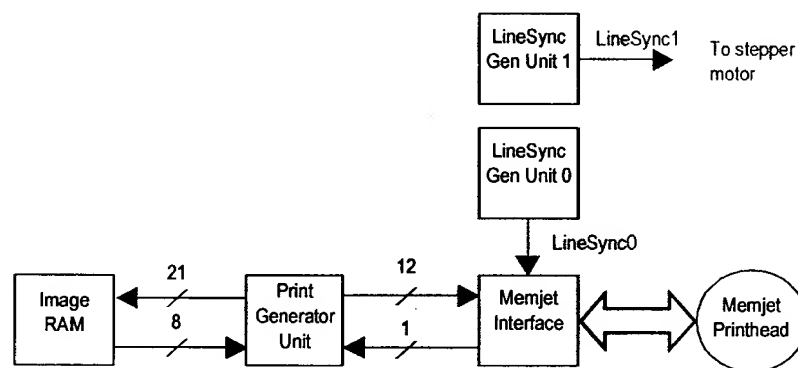 LineSync
Gen Unit 1
LineSync1
To stepper
motor
LineSync
Gen Unit 0
LineSync0
Image
RAM
21
8
Print
Generator
Unit
12
1
Memjet
Interface
Memjet
Printhead